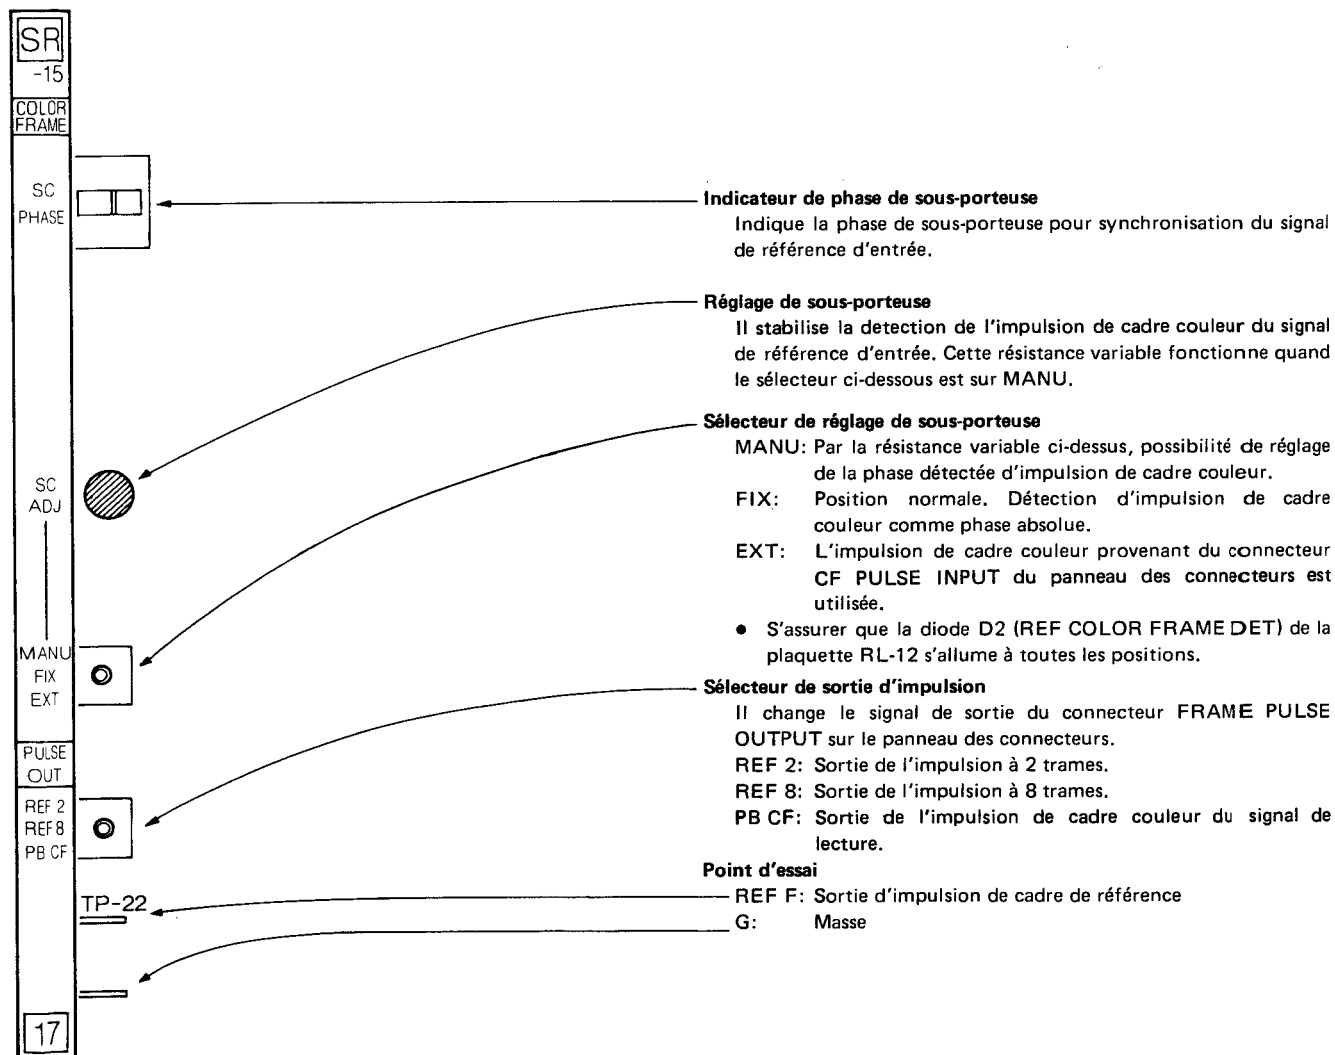 SR
-15
COLOR
FRAME
SC
PHASE
SC
ADJ
MANU
FIX
EXT
PULSE
OUT
REF 2
REF 8
PB CF
TP-22
17
Indicateur de phase de sous-porteuse
Indique la phase de sous-porteuse pour synchronisation du signal
de référence d'entrée.
Réglage de sous-porteuse
Il stabilise la detection de l'impulsion de cadre couleur du signal
de référence d'entrée. Cette résistance variable fonctionne quand
le sélecteur ci-dessous est sur MANU.
Sélecteur de réglage de sous-porteuse
MANU: Par la résistance variable ci-dessus, possibilité de réglage
de la phase détectée d'impulsion de cadre couleur.
FIX: Position normale. Détection d'impulsion de cadre
couleur comme phase absolue.
EXT: L'impulsion de cadre couleur provenant du connecteur
CF PULSE INPUT du panneau des connecteurs est
utilisée.
● S'assurer que la diode D2 (REF COLOR FRAME DET) de la
plaquette RL-12 s'allume à toutes les positions.
Sélecteur de sortie d'impulsion
Il change le signal de sortie du connecteur FRAME PULSE
OUTPUT sur le panneau des connecteurs.
REF 2: Sortie de l'impulsion à 2 trames.
REF 8: Sortie de l'impulsion à 8 trames.
PB CF: Sortie de l'impulsion de cadre couleur du signal de
lecture.
Point d'essai
REF F: Sortie d'impulsion de cadre de référence
G: Masse